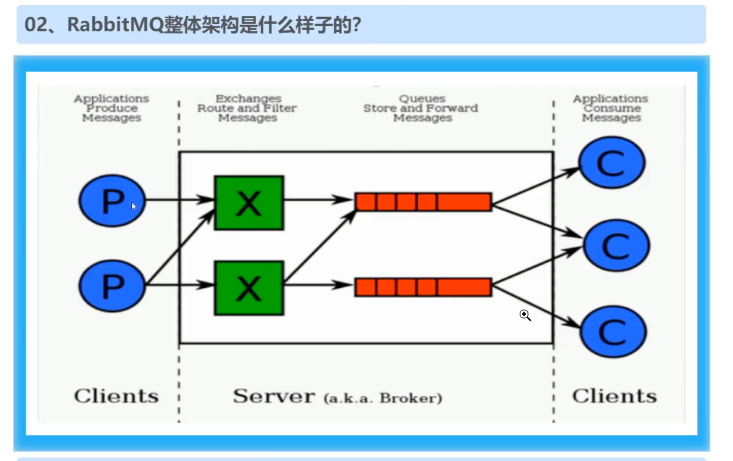 02、RabbitMQ整体架构是什么样子的?
Applications
Produce
Messages
Exchanges
Route and Filter
Messages
Queues
Store and Forward
Messages
Applications
Consume
Messages
P
X
C
P
X
C
C
Clients
Server (a.k.a. Broker)
Clients